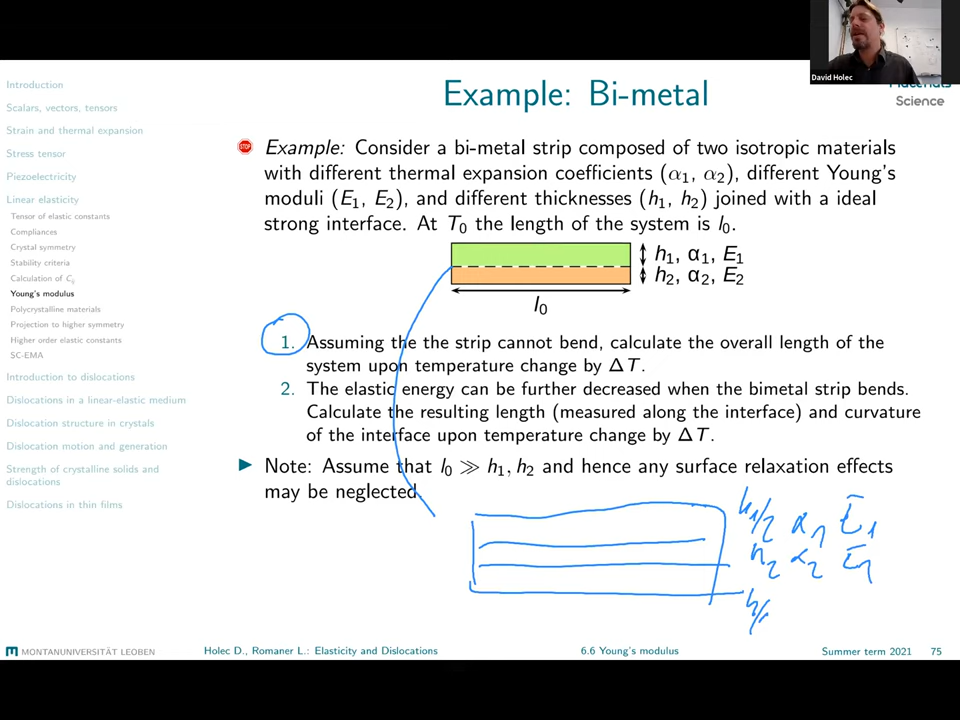 David Holec
Materials
Science
Introduction
Scalars, vectors, tensors
Strain and thermal expansion
Stress tensor
Piezoelectricity
Linear elasticity
Tensor of elastic constants
Compliances
Crystal symmetry
Stability criteria
Calculation of Cij
Young's modulus
Polycrystalline materials
Projection to higher symmetry
Higher order elastic constants
SC-EMA
Introduction to dislocations
Dislocations in a linear-elastic medium
Dislocation structure in crystals
Dislocation motion and generation
Strength of crystalline solids and
dislocations
Dislocations in thin films
Example: Bi-metal
STOP
Example: Consider a bi-metal strip composed of two isotropic materials
with different thermal expansion coefficients (α1, α2), different Young's
moduli (E1, E2), and different thicknesses (h1, h2) joined with a ideal
strong interface. At T0 the length of the system is l0.
h1, α1, E1
h2, α2, E2
l0
1. Assuming the the strip cannot bend, calculate the overall length of the
system upon temperature change by ΔT.
2. The elastic energy can be further decreased when the bimetal strip bends.
Calculate the resulting length (measured along the interface) and curvature
of the interface upon temperature change by ΔT.
Note: Assume that l0 ≫ h1, h2 and hence any surface relaxation effects
may be neglected.
h1/2 α1 E1
h2 α2
MONTANUNIVERSITÄT LEOBEN
Holec D., Romaner L.: Elasticity and Dislocations
6.6 Young's modulus
Summer term 2021 75